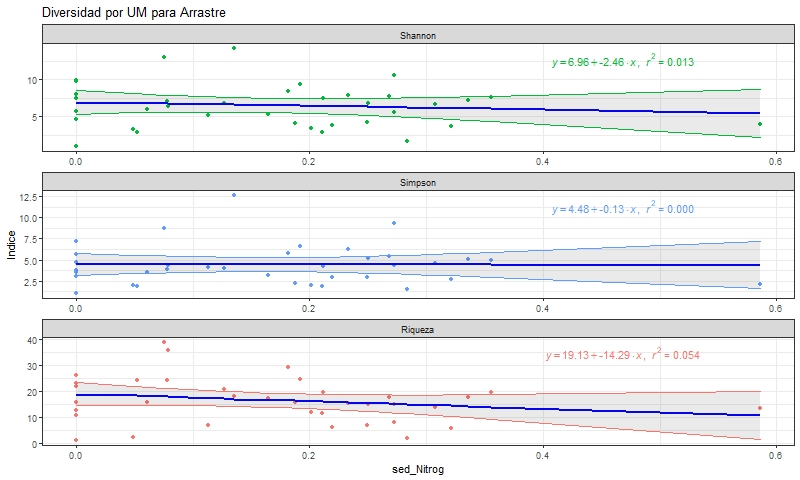 Diversidad por UM para Arrastre
Shannon
y = 6.96 + -2.46 · x, r² = 0.013
10
5
0.0 0.2 0.4 0.6
Simpson
y = 4.48 + -0.13 · x, r² = 0.000
12.5
10.0
7.5
5.0
2.5
0.0 0.2 0.4 0.6
Indice
Riqueza
y = 19.13 + -14.29 · x, r² = 0.054
40
30
20
10
0
0.0 0.2 0.4 0.6
sed_Nitrog